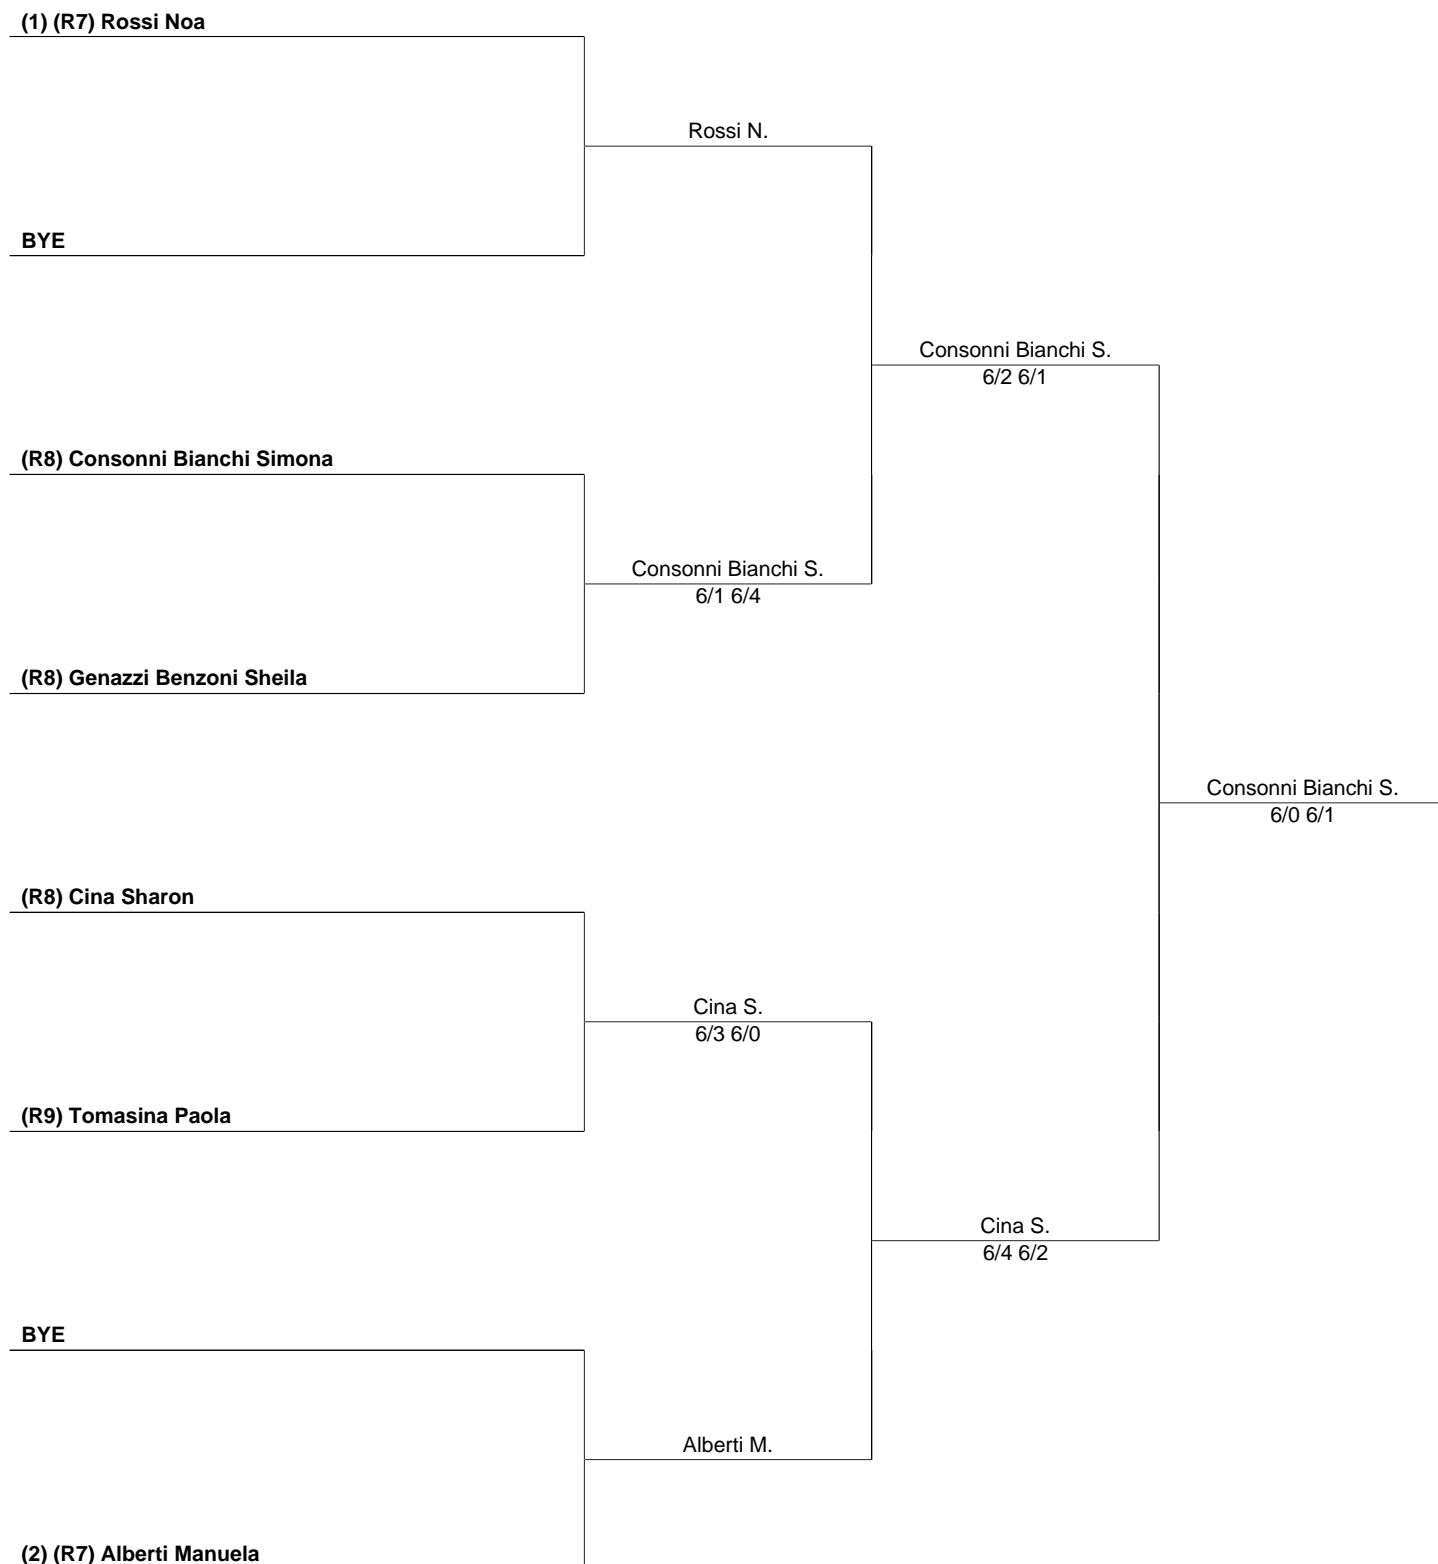 (1) (R7) Rossi Noa
Rossi N.
BYE
Consonni Bianchi S.
6/2 6/1
(R8) Consonni Bianchi Simona
Consonni Bianchi S.
6/1 6/4
(R8) Genazzi Benzoni Sheila
Consonni Bianchi S.
6/0 6/1
(R8) Cina Sharon
Cina S.
6/3 6/0
(R9) Tomasina Paola
Cina S.
6/4 6/2
BYE
Alberti M.
(2) (R7) Alberti Manuela